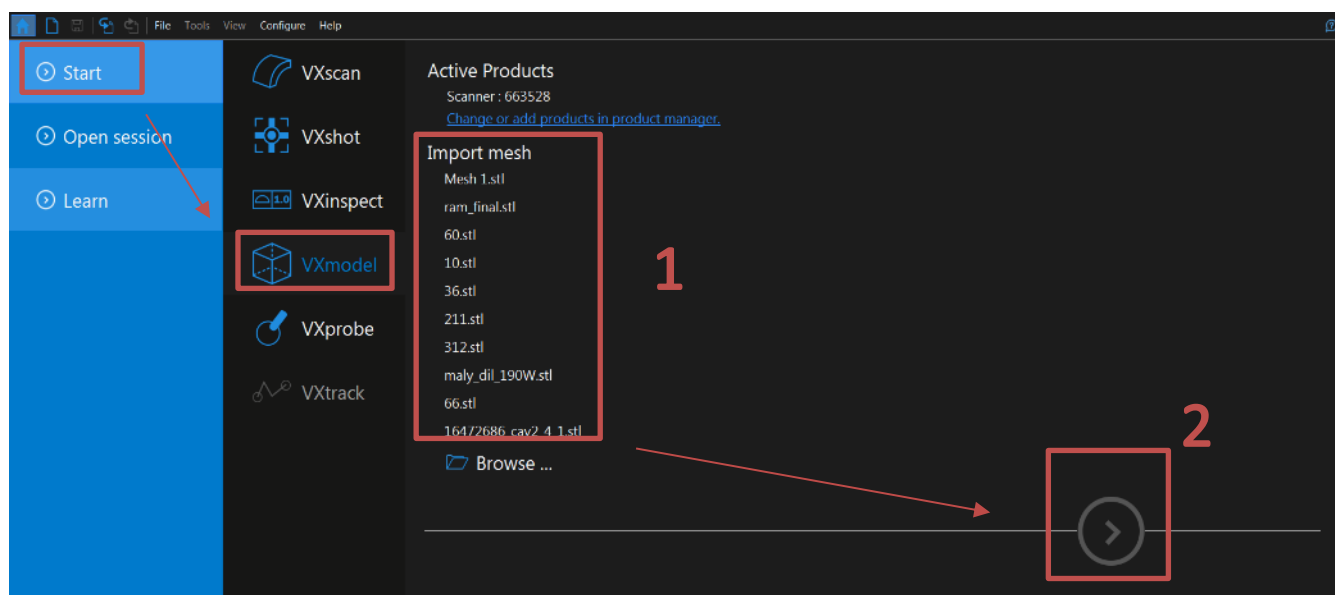 File Tools View Configure Help
Start
Open session
Learn
VXscan
VXshot
1.0 VXinspect
VXmodel
VXprobe
VXtrack
Active Products
Scanner : 663528
Change or add products in product manager.
Import mesh
Mesh 1.stl
ram_final.stl
60.stl
10.stl
36.stl
211.stl
312.stl
maly_dil_190W.stl
66.stl
16472686_cav2_4_1.stl
Browse ...
1
2